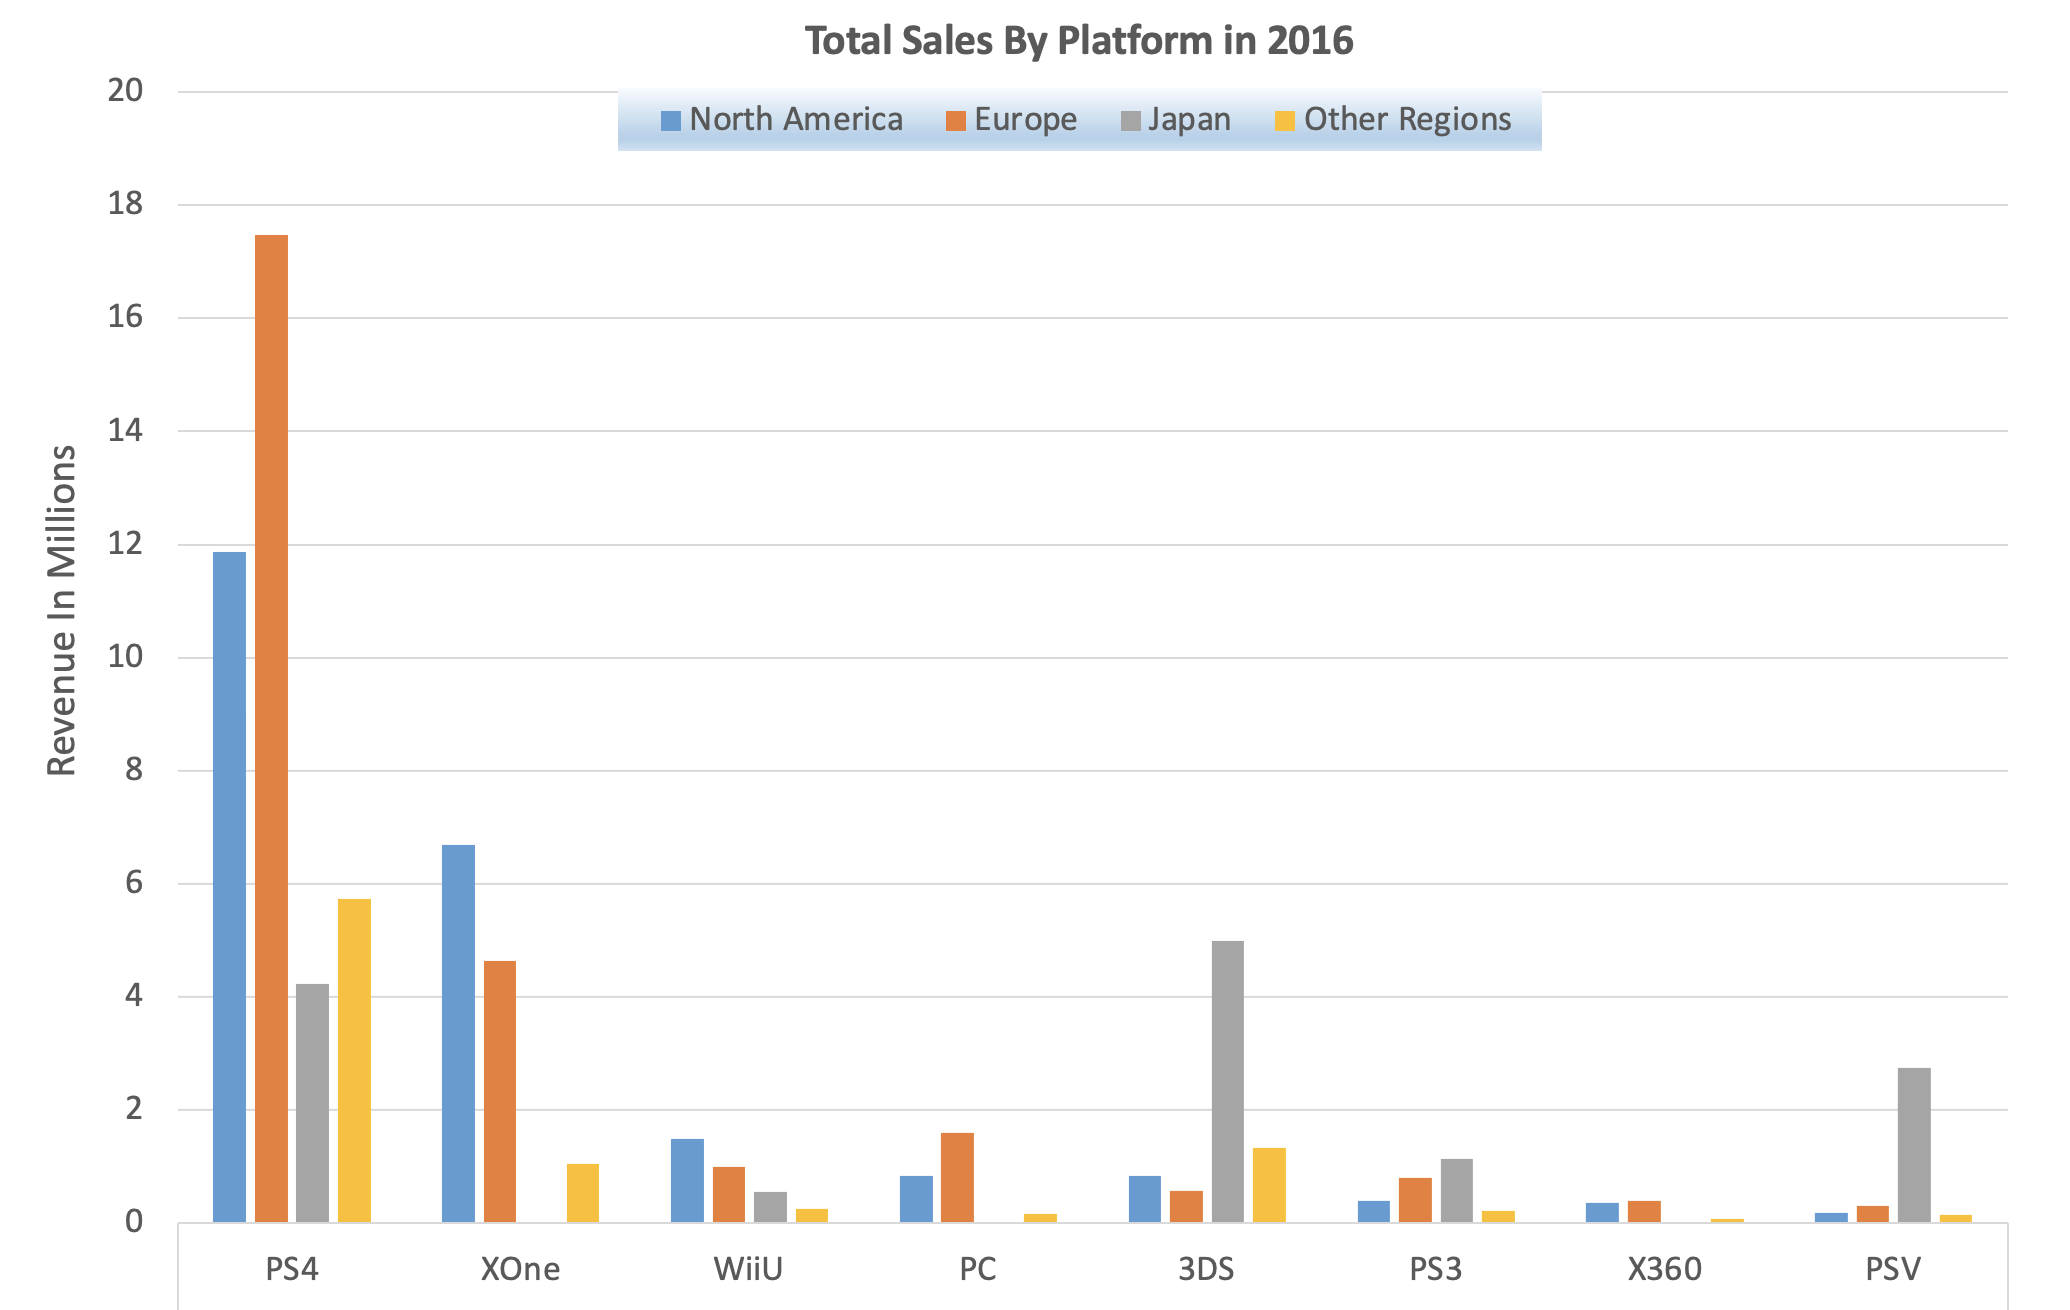 Total Sales By Platform in 2016
North America Europe Japan Other Regions
Revenue In Millions
20
18
16
14
12
10
8
6
4
2
0
PS4 XOne WiiU PC 3DS PS3 X360 PSV